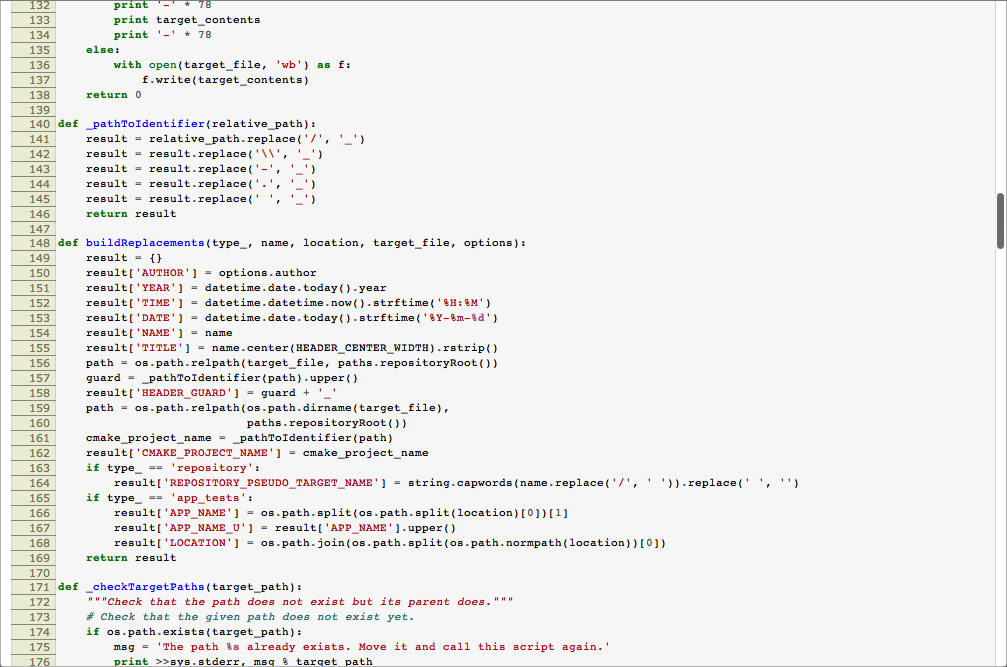 132         print '-' * 78
133         print target_contents
134         print '-' * 78
135     else:
136         with open(target_file, 'wb') as f:
137             f.write(target_contents)
138     return 0
139
140 def _pathToIdentifier(relative_path):
141     result = relative_path.replace('/', '_')
142     result = result.replace('\\', '_')
143     result = result.replace('-', '_')
144     result = result.replace('.', '_')
145     result = result.replace(' ', '_')
146     return result
147
148 def buildReplacements(type_, name, location, target_file, options):
149     result = {}
150     result['AUTHOR'] = options.author
151     result['YEAR'] = datetime.date.today().year
152     result['TIME'] = datetime.datetime.now().strftime('%H:%M')
153     result['DATE'] = datetime.date.today().strftime('%Y-%m-%d')
154     result['NAME'] = name
155     result['TITLE'] = name.center(HEADER_CENTER_WIDTH).rstrip()
156     path = os.path.relpath(target_file, paths.repositoryRoot())
157     guard = _pathToIdentifier(path).upper()
158     result['HEADER_GUARD'] = guard + '_'
159     path = os.path.relpath(os.path.dirname(target_file),
160                            paths.repositoryRoot())
161     cmake_project_name = _pathToIdentifier(path)
162     result['CMAKE_PROJECT_NAME'] = cmake_project_name
163     if type_ == 'repository':
164         result['REPOSITORY_PSEUDO_TARGET_NAME'] = string.capwords(name.replace('/', ' ')).replace(' ', '')
165     if type_ == 'app_tests':
166         result['APP_NAME'] = os.path.split(os.path.split(location)[0])[1]
167         result['APP_NAME_U'] = result['APP_NAME'].upper()
168         result['LOCATION'] = os.path.join(os.path.split(os.path.normpath(location))[0])
169     return result
170
171 def _checkTargetPaths(target_path):
172     """Check that the path does not exist but its parent does."""
173     # Check that the given path does not exist yet.
174     if os.path.exists(target_path):
175         msg = 'The path %s already exists. Move it and call this script again.'
176         print >>sys.stderr, msg % target_path